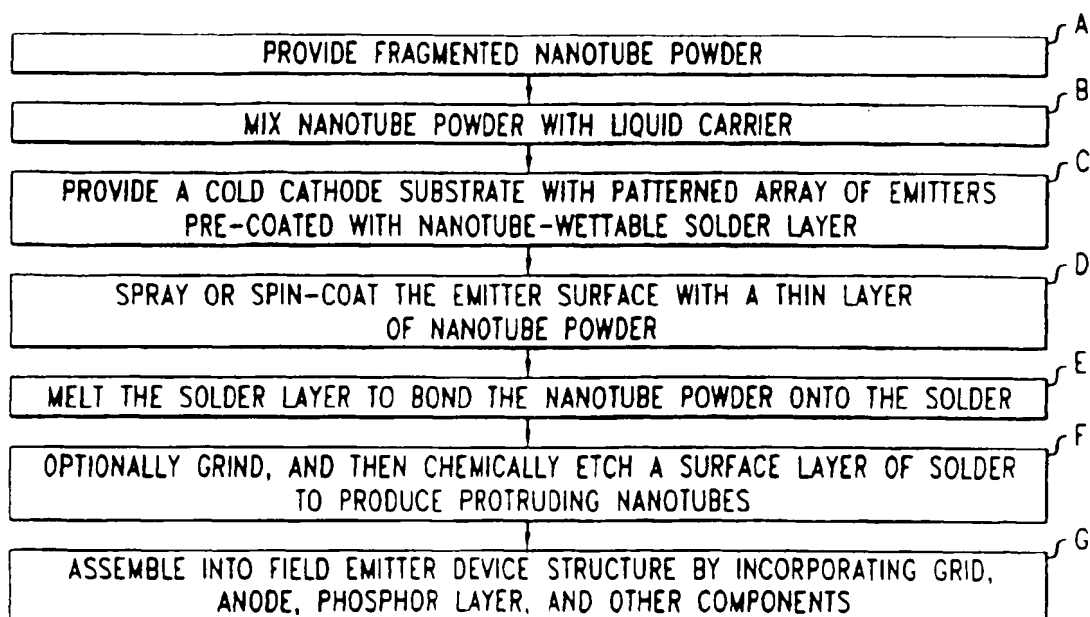 A
PROVIDE FRAGMENTED NANOTUBE POWDER
B
MIX NANOTUBE POWDER WITH LIQUID CARRIER
C
PROVIDE A COLD CATHODE SUBSTRATE WITH PATTERNED ARRAY OF EMITTERS
PRE-COATED WITH NANOTUBE-WETTABLE SOLDER LAYER
D
SPRAY OR SPIN-COAT THE EMITTER SURFACE WITH A THIN LAYER
OF NANOTUBE POWDER
E
MELT THE SOLDER LAYER TO BOND THE NANOTUBE POWDER ONTO THE SOLDER
F
OPTIONALLY GRIND, AND THEN CHEMICALLY ETCH A SURFACE LAYER OF SOLDER
TO PRODUCE PROTRUDING NANOTUBES
G
ASSEMBLE INTO FIELD EMITTER DEVICE STRUCTURE BY INCORPORATING GRID,
ANODE, PHOSPHOR LAYER, AND OTHER COMPONENTS